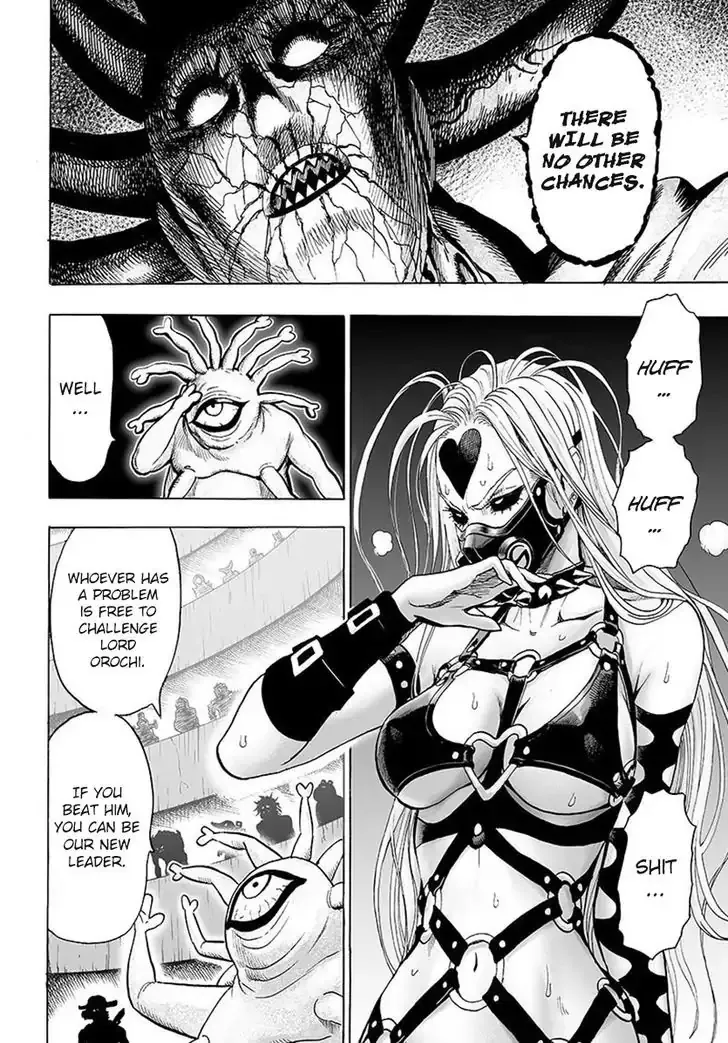 THERE
WILL BE
NO OTHER
CHANCES.
HUFF
...
HUFF
...
SHIT
...
WELL
...
WHOEVER HAS
A PROBLEM
IS FREE TO
CHALLENGE
LORD
OROCHI.
IF YOU
BEAT HIM,
YOU CAN BE
OUR NEW
LEADER.